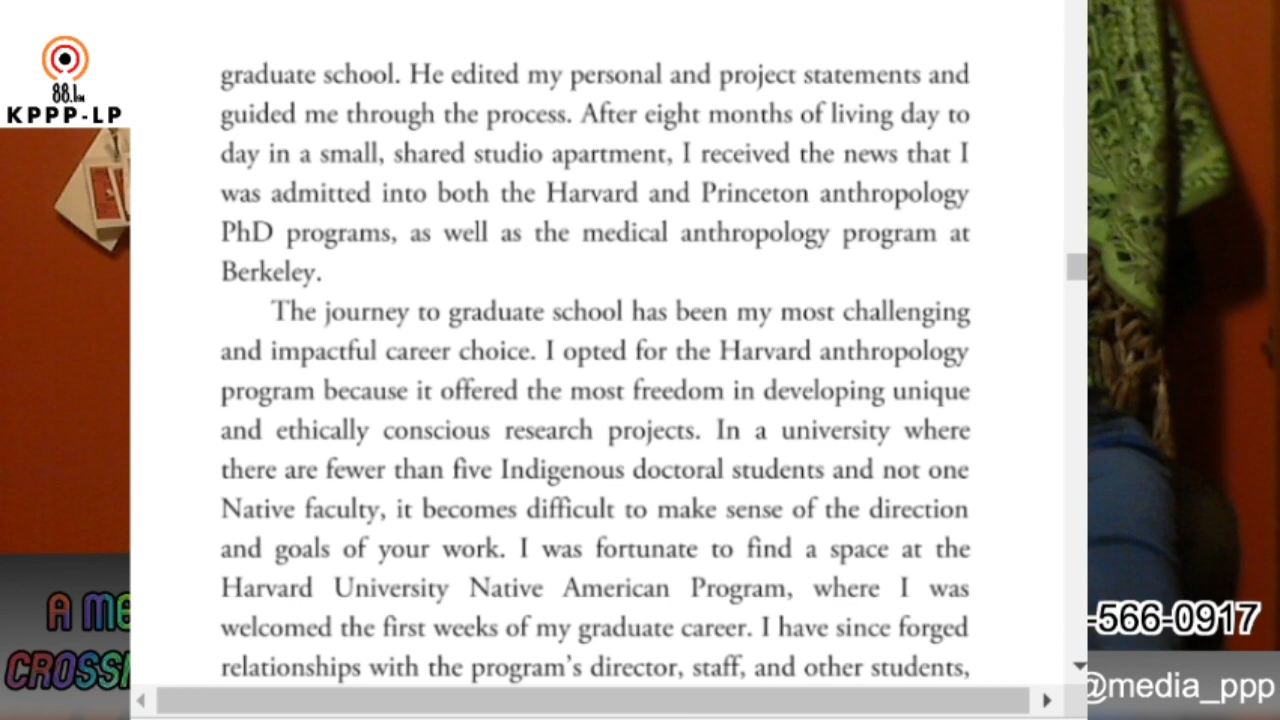 88.1 FM
KPPP-LP
graduate school. He edited my personal and project statements and
guided me through the process. After eight months of living day to
day in a small, shared studio apartment, I received the news that I
was admitted into both the Harvard and Princeton anthropology
PhD programs, as well as the medical anthropology program at
Berkeley.
The journey to graduate school has been my most challenging
and impactful career choice. I opted for the Harvard anthropology
program because it offered the most freedom in developing unique
and ethically conscious research projects. In a university where
there are fewer than five Indigenous doctoral students and not one
Native faculty, it becomes difficult to make sense of the direction
and goals of your work. I was fortunate to find a space at the
Harvard University Native American Program, where I was
welcomed the first weeks of my graduate career. I have since forged
relationships with the program's director, staff, and other students,
A ME
CROSS
-566-0917
@media_ppp